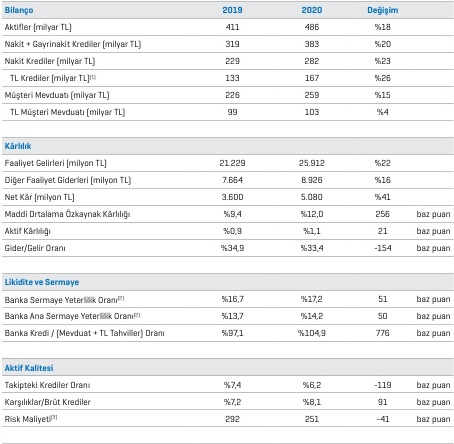 Bilanço 2019 2020 Değişim
Aktifler (milyar TL) 411 486 %18
Nakit + Gayrinakit Krediler (milyar TL) 319 383 %20
Nakit Krediler (milyar TL) 229 282 %23
TL Krediler (milyar TL)(1) 133 167 %26
Müşteri Mevduatı (milyar TL) 226 259 %15
TL Müşteri Mevduatı (milyar TL) 99 103 %4
Kârlılık
Faaliyet Gelirleri (milyon TL) 21.229 25.912 %22
Diğer Faaliyet Giderleri (milyon TL) 7.664 8.926 %16
Net Kâr (milyon TL) 3.600 5.080 %41
Maddi Ortalama Özkaynak Kârlılığı %9,4 %12,0 256 baz puan
Aktif Kârlılığı %0,9 %1,1 21 baz puan
Gider/Gelir Oranı %34,9 %33,4 -154 baz puan
Likidite ve Sermaye
Banka Sermaye Yeterlilik Oranı(2) %16,7 %17,2 51 baz puan
Banka Ana Sermaye Yeterlilik Oranı(2) %13,7 %14,2 50 baz puan
Banka Kredi / (Mevduat + TL Tahviller) Oranı %97,1 %104,9 776 baz puan
Aktif Kalitesi
Takipteki Krediler Oranı %7,4 %6,2 -119 baz puan
Karşılıklar/Brüt Krediler %7,2 %8,1 91 baz puan
Risk Maliyeti(3) 292 251 -41 baz puan